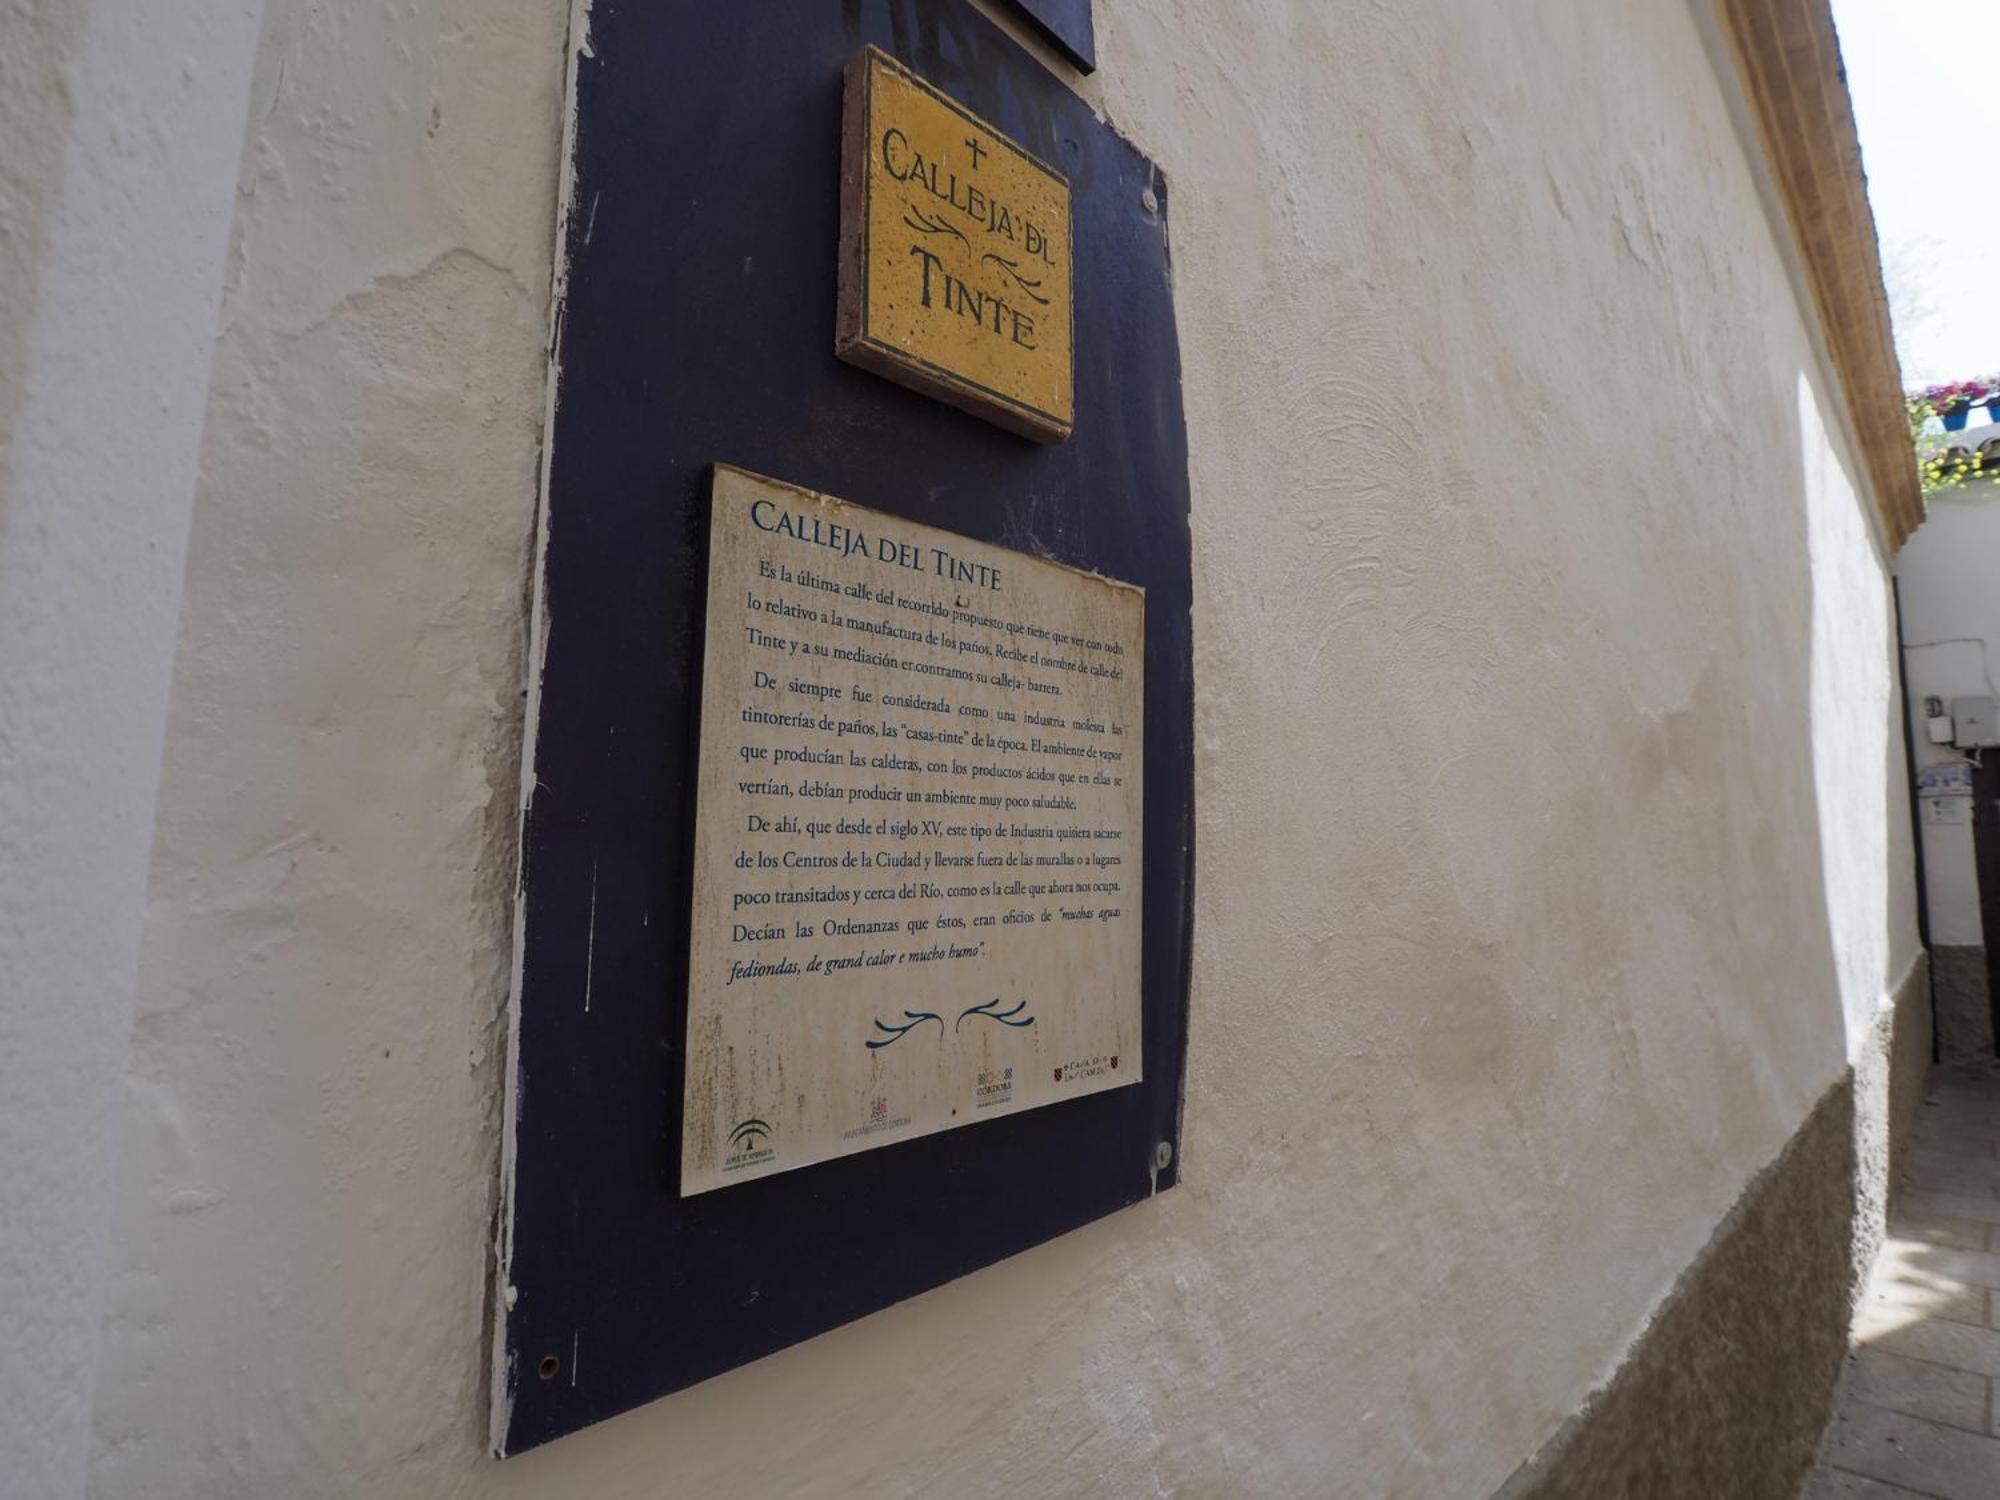 CALLEJA DL
TINTE
CALLEJA DEL TINTE
Es la última calle del recorrido propuesto que tiene que ver con todo
lo relativo a la manufactura de los paños. Recibe el nombre de calle del
Tinte y a su mediación encontramos su calleja- barrera.
De siempre fue considerada como una industria molesta las
tintorerías de paños, las "casas-tinte" de la época. El ambiente de vapor
que producían las calderas, con los productos ácidos que en ellas se
vertían, debían producir un ambiente muy poco saludable.
De ahí, que desde el siglo XV, este tipo de Industria quisiera sacarse
de los Centros de la Ciudad y llevarse fuera de las murallas o a lugares
poco transitados y cerca del Río, como es la calle que ahora nos ocupa.
Decían las Ordenanzas que éstos, eran oficios de "muchas aguas
fediondas, de grand calor e mucho humo".
CÓRDOBA
AYUNTAMIENTO DE CÓRDOBA
JUNTA DE ANDALUCIA